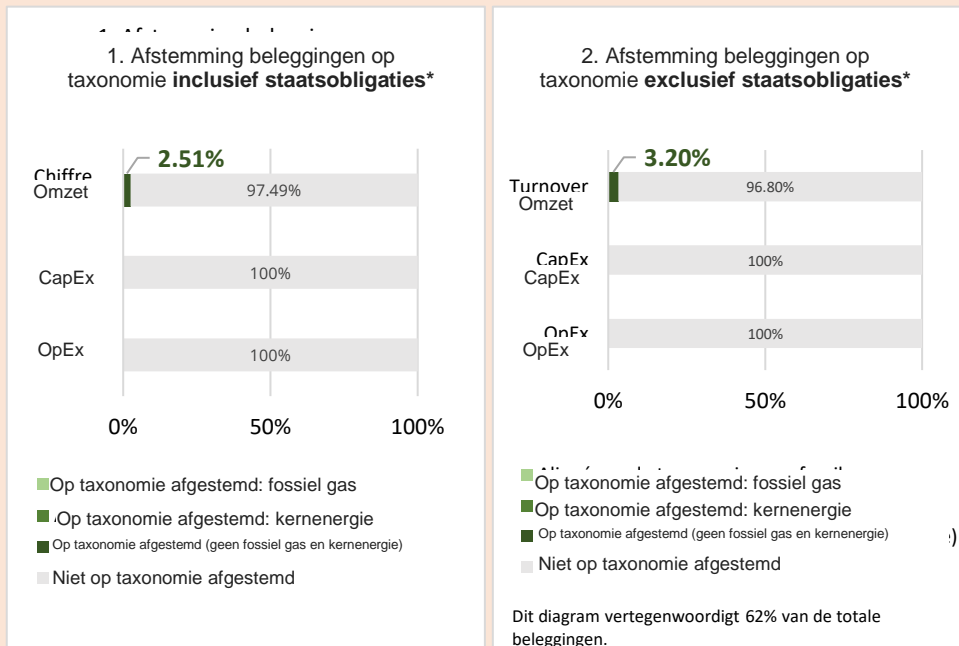 1. Afstemming beleggingen op
taxonomie inclusief staatsobligaties*
2.51%
Chiffre
Omzet
97.49%
CapEx
100%
OpEx
100%
0% 50% 100%
Op taxonomie afgestemd: fossiel gas
Op taxonomie afgestemd: kernenergie
Op taxonomie afgestemd (geen fossiel gas en kernenergie)
Niet op taxonomie afgestemd
2. Afstemming beleggingen op
taxonomie exclusief staatsobligaties*
3.20%
Turnover
Omzet
96.80%
CapEx
CapEx
100%
OpEx
OpEx
100%
0% 50% 100%
Op taxonomie afgestemd: fossiel gas
Op taxonomie afgestemd: kernenergie
Op taxonomie afgestemd (geen fossiel gas en kernenergie)
Niet op taxonomie afgestemd
Dit diagram vertegenwoordigt 62% van de totale
beleggingen.